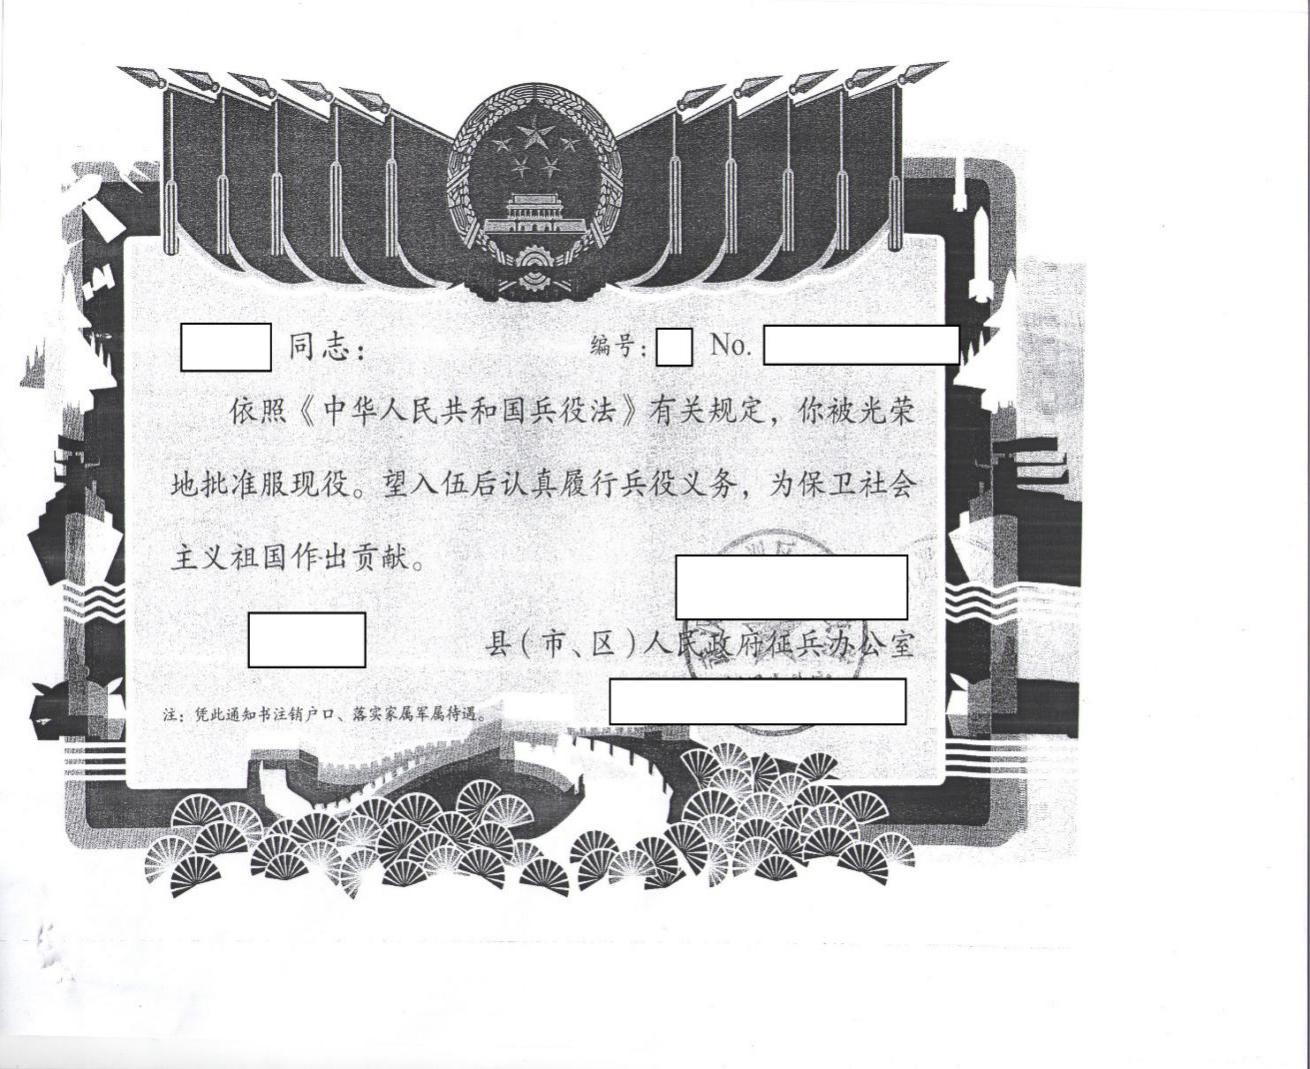 同志： 编号： No.
依照《中华人民共和国兵役法》有关规定，你被光荣
地批准服现役。望入伍后认真履行兵役义务，为保卫社会
主义祖国作出贡献。
县（市、区）人民政府征兵办公室
注：凭此通知书注销户口、落实家属军属待遇。